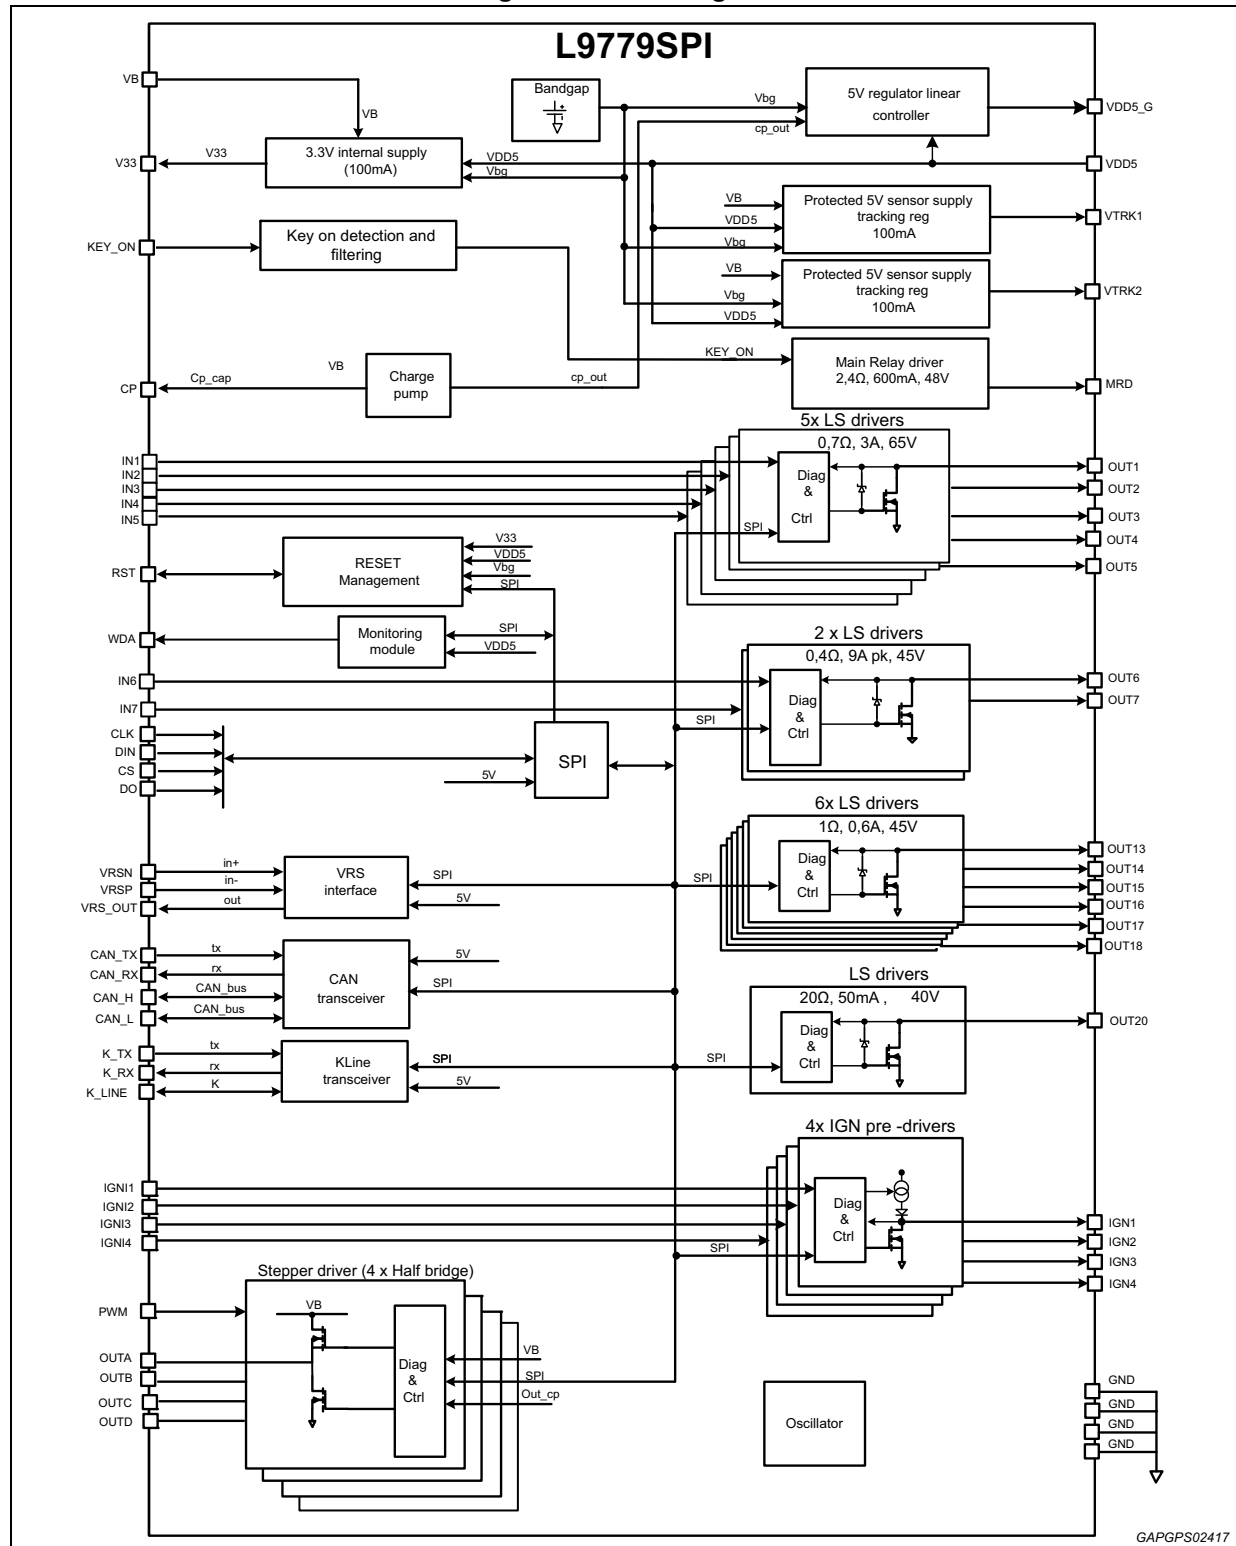 L9779SPI
VB
VB
Bandgap
Vbg
cp_out
5V regulator linear
controller
VDD5_G
V33
V33
3.3V internal supply
(100mA)
VDD5
Vbg
VDD5
VB
VDD5
Vbg
Protected 5V sensor supply
tracking reg
100mA
VTRK1
KEY_ON
Key on detection and
filtering
VB
Vbg
VDD5
Protected 5V sensor supply
tracking reg
100mA
VTRK2
KEY_ON
Main Relay driver
2,4Ω, 600mA, 48V
MRD
CP
Cp_cap
VB
Charge
pump
cp_out
5x LS drivers
0,7Ω, 3A, 65V
IN1
IN2
IN3
IN4
IN5
Diag
&
Ctrl
SPI
OUT1
OUT2
OUT3
OUT4
OUT5
RST
RESET
Management
V33
VDD5
Vbg
SPI
WDA
Monitoring
module
SPI
VDD5
2 x LS drivers
0,4Ω, 9A pk, 45V
IN6
IN7
Diag
&
Ctrl
SPI
OUT6
OUT7
CLK
DIN
CS
DO
5V
SPI
6x LS drivers
1Ω, 0,6A, 45V
Diag
&
Ctrl
SPI
OUT13
OUT14
OUT15
OUT16
OUT17
OUT18
VRSN
VRSP
VRS_OUT
in+
in-
out
VRS
interface
SPI
5V
CAN_TX
CAN_RX
CAN_H
CAN_L
tx
rx
CAN_bus
CAN_bus
CAN
transceiver
5V
SPI
LS drivers
20Ω, 50mA , 40V
Diag
&
Ctrl
SPI
OUT20
K_TX
K_RX
K_LINE
tx
rx
K
KLine
transceiver
SPI
5V
4x IGN pre -drivers
IGNI1
IGNI2
IGNI3
IGNI4
Diag
&
Ctrl
SPI
IGN1
IGN2
IGN3
IGN4
Stepper driver (4 x Half bridge)
PWM
OUTA
OUTB
OUTC
OUTD
VB
Diag
&
Ctrl
VB
SPI
Out_cp
Oscillator
GND
GND
GND
GND
GAPGPS02417